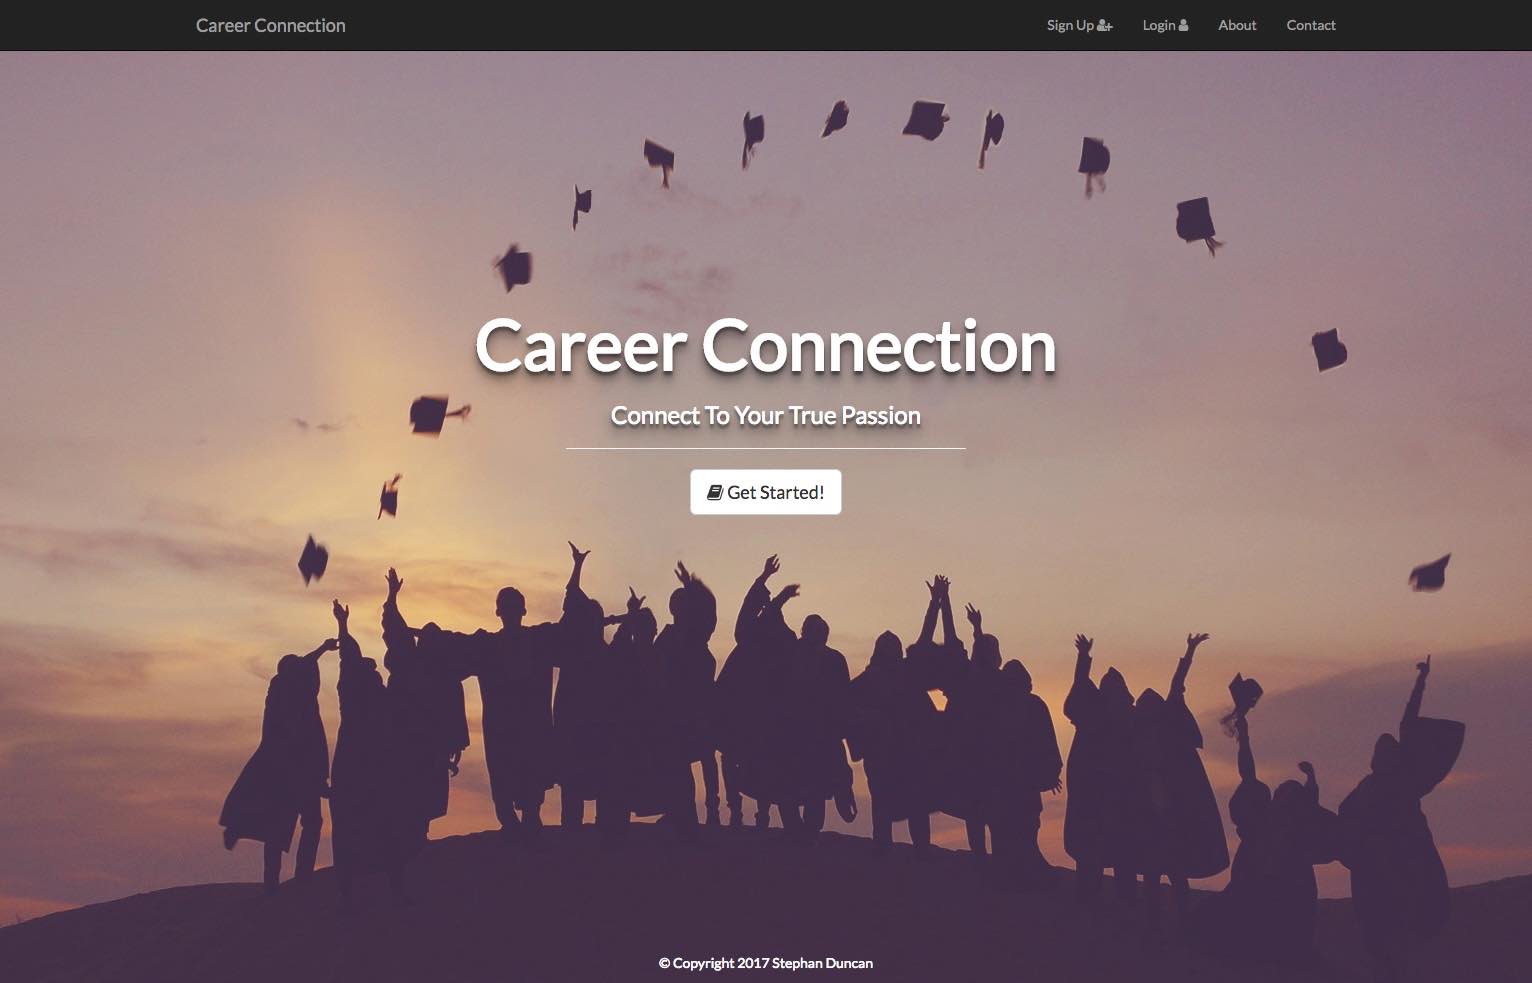 Career Connection
Sign Up
Login
About
Contact
Career Connection
Connect To Your True Passion
Get Started!
© Copyright 2017 Stephan Duncan